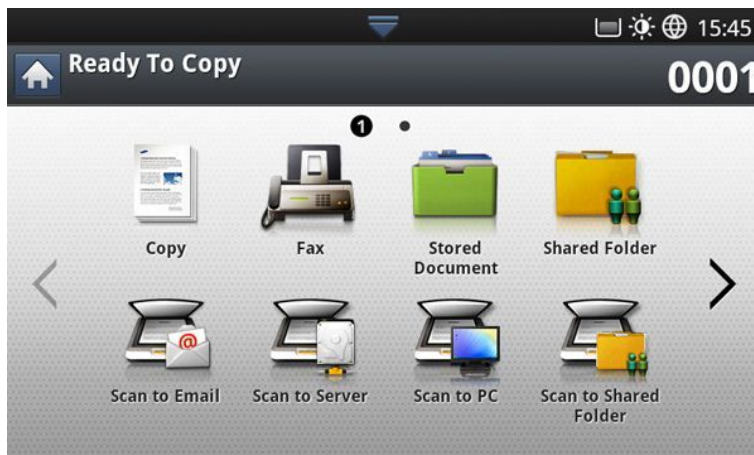 15:45
Ready To Copy
0001
1
Copy
Fax
Stored
Document
Shared Folder
@
Scan to Email
Scan to Server
Scan to PC
Scan to Shared
Folder